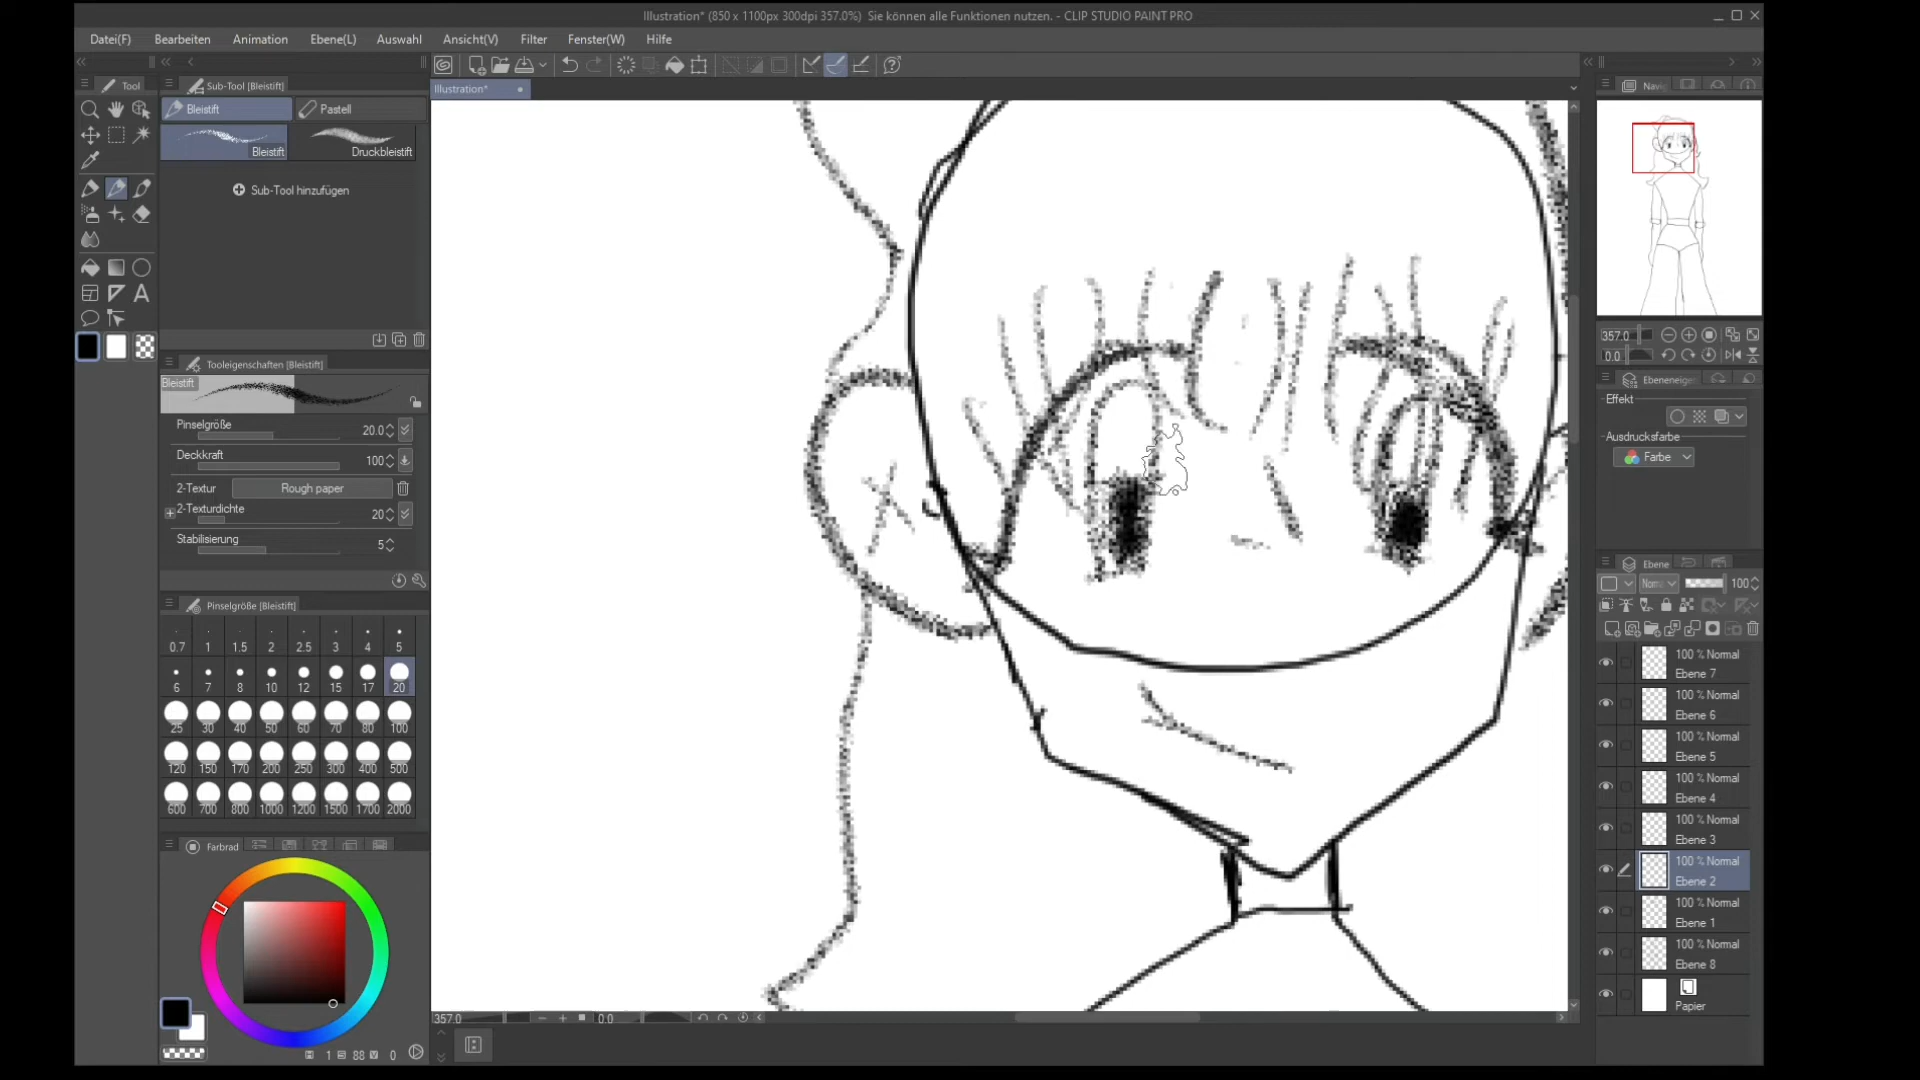 Illustration* (850 x 1100px 300dpi 357.0%) Sie können alle Funktionen nutzen. - CLIP STUDIO PAINT PRO
Datei(F) Bearbeiten Animation Ebene(L) Auswahl Ansicht(V) Filter Fenster(W) Hilfe
Tool
Sub-Tool [Bleistift]
Bleistift Pastell
Bleistift Druckbleistift
Sub-Tool hinzufügen
Tooleigenschaften [Bleistift]
Bleistift
Pinselgröße 20.0
Deckkraft 100
2-Textur Rough paper
2-Texturdichte 20
Stabilisierung 5
Pinselgröße [Bleistift]
0.7 1 1.5 2 2.5 3 4 5
6 7 8 10 12 15 17 20
25 30 40 50 60 70 80 100
120 150 170 200 250 300 400 500
600 700 800 1000 1200 1500 1700 2000
Farbrad
1 88 0
Illustration*
357.0 0.0
Navig
357.0
0.0
Ebeneneiger
Effekt
Ausdrucksfarbe
Farbe
Ebene
Norm 100
100 % Normal
Ebene 7
100 % Normal
Ebene 6
100 % Normal
Ebene 5
100 % Normal
Ebene 4
100 % Normal
Ebene 3
100 % Normal
Ebene 2
100 % Normal
Ebene 1
100 % Normal
Ebene 8
Papier